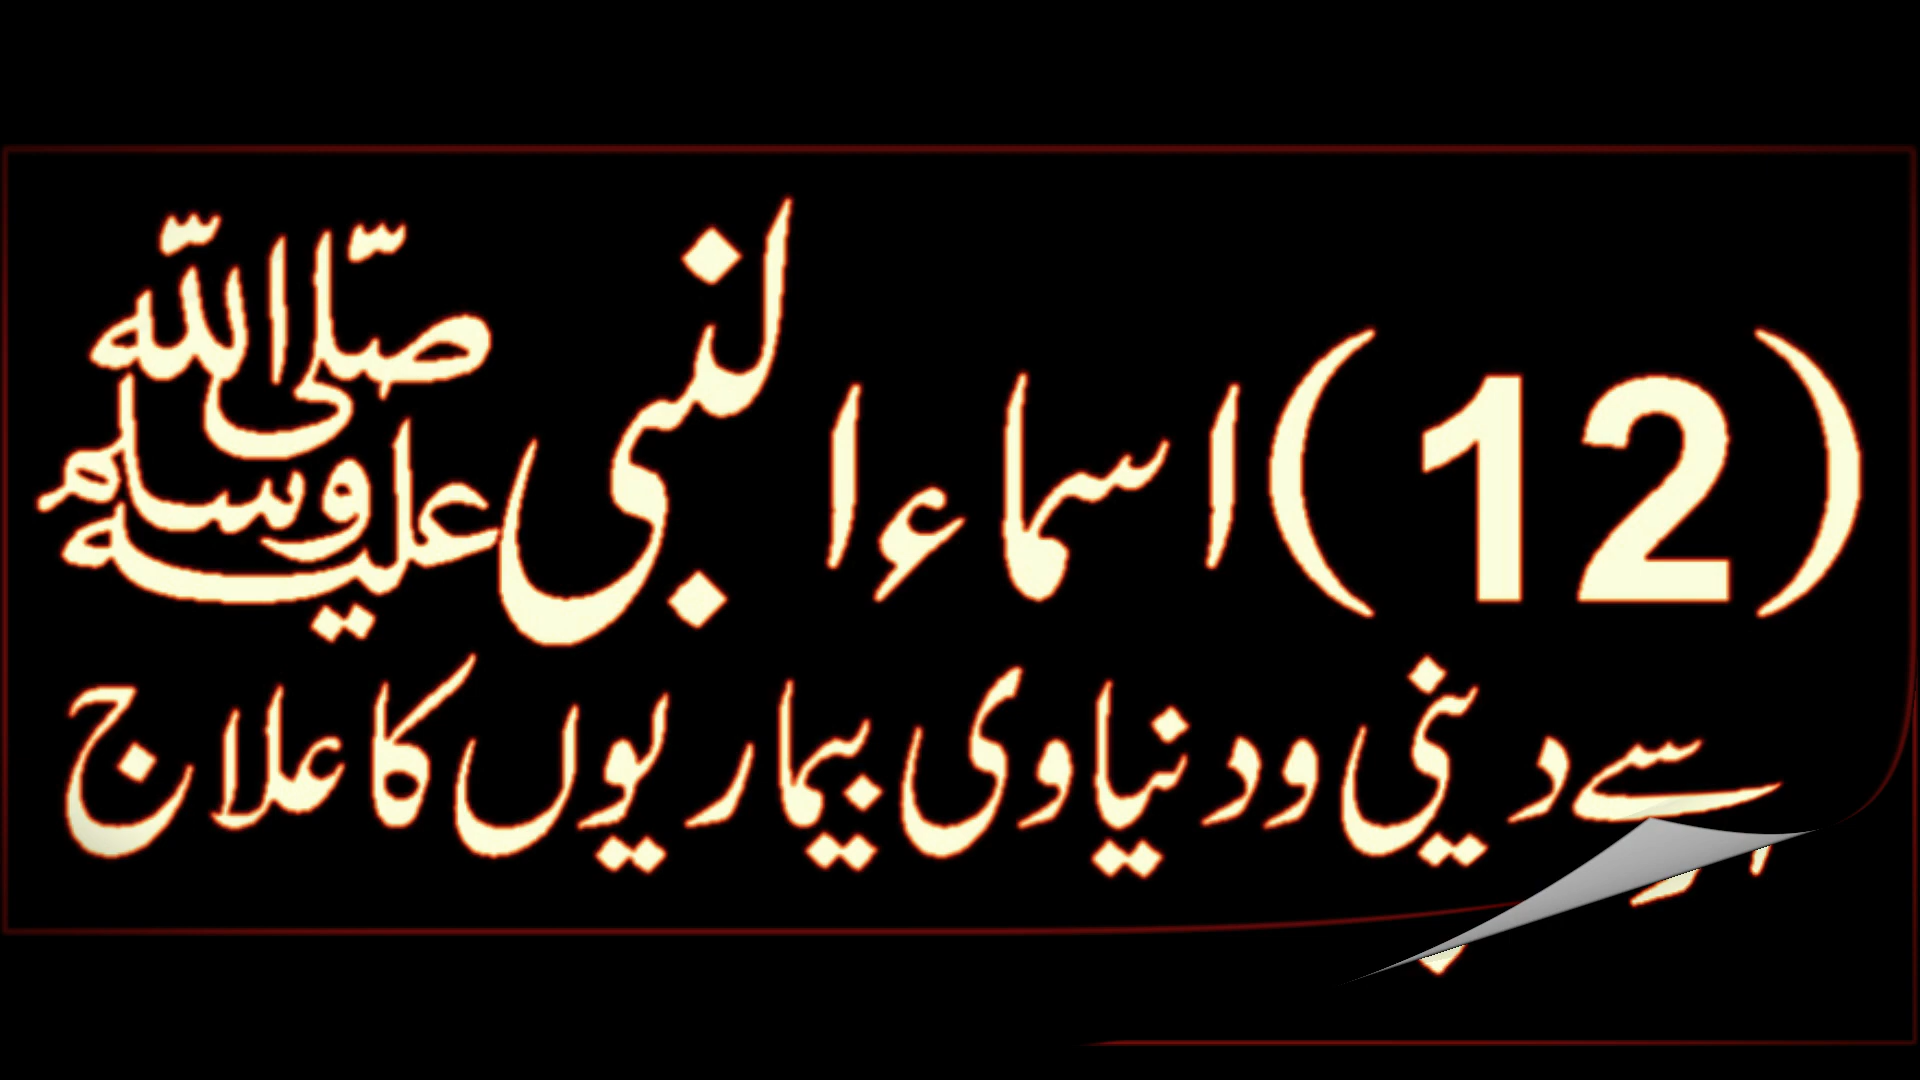 (12) اسماء النبی صلی اللہ علیہ وسلم
سے دینی و دنیاوی بیماریوں کا علاج